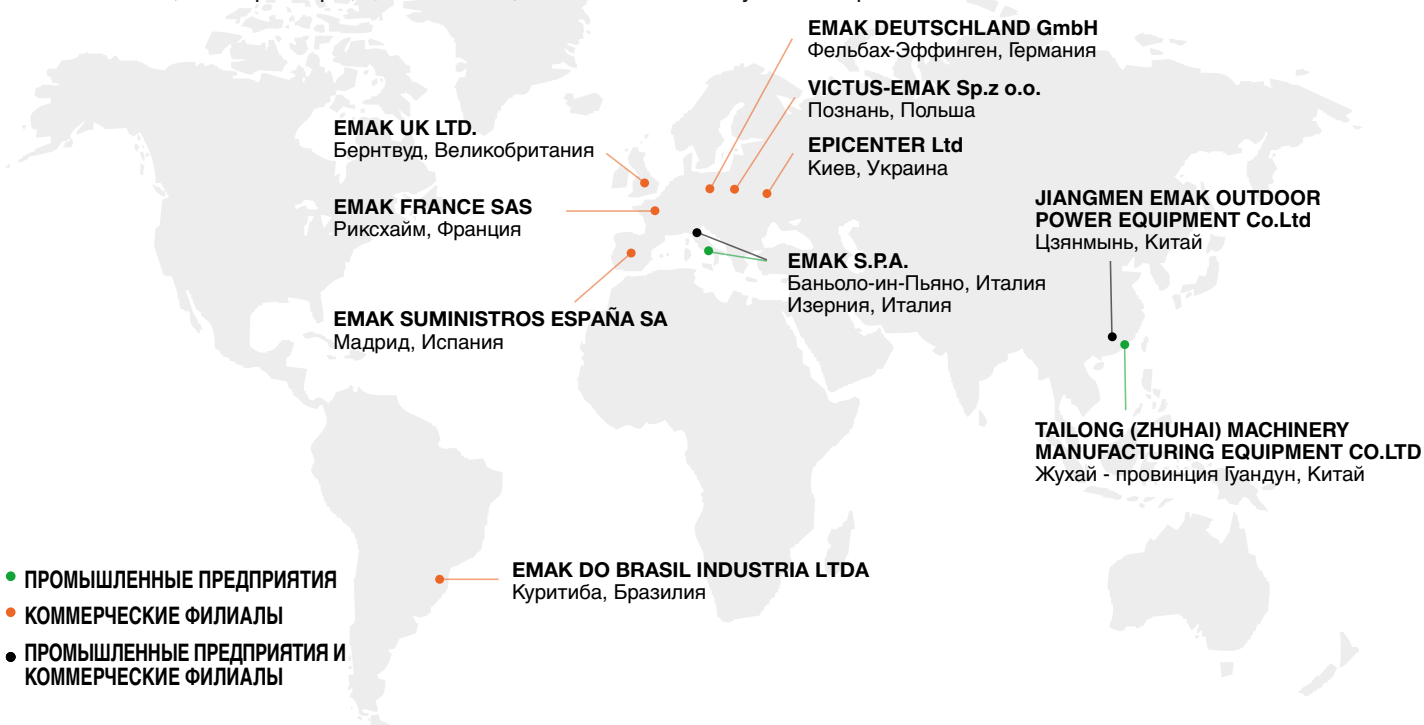 EMAK DEUTSCHLAND GmbH
Фельбах-Эффинген, Германия
VICTUS-EMAK Sp.z o.o.
Познань, Польша
EMAK UK LTD.
Бернтвуд, Великобритания
EPICENTER Ltd
Киев, Украина
EMAK FRANCE SAS
Риксхайм, Франция
JIANGMEN EMAK OUTDOOR
POWER EQUIPMENT Co.Ltd
Цзянмынь, Китай
EMAK S.P.A.
Баньоло-ин-Пьяно, Италия
Изерния, Италия
EMAK SUMINISTROS ESPAÑA SA
Мадрид, Испания
TAILONG (ZHUHAI) MACHINERY
MANUFACTURING EQUIPMENT CO.LTD
Жухай - провинция Гуандун, Китай
EMAK DO BRASIL INDUSTRIA LTDA
Куритиба, Бразилия
ПРОМЫШЛЕННЫЕ ПРЕДПРИЯТИЯ
КОММЕРЧЕСКИЕ ФИЛИАЛЫ
ПРОМЫШЛЕННЫЕ ПРЕДПРИЯТИЯ И
КОММЕРЧЕСКИЕ ФИЛИАЛЫ